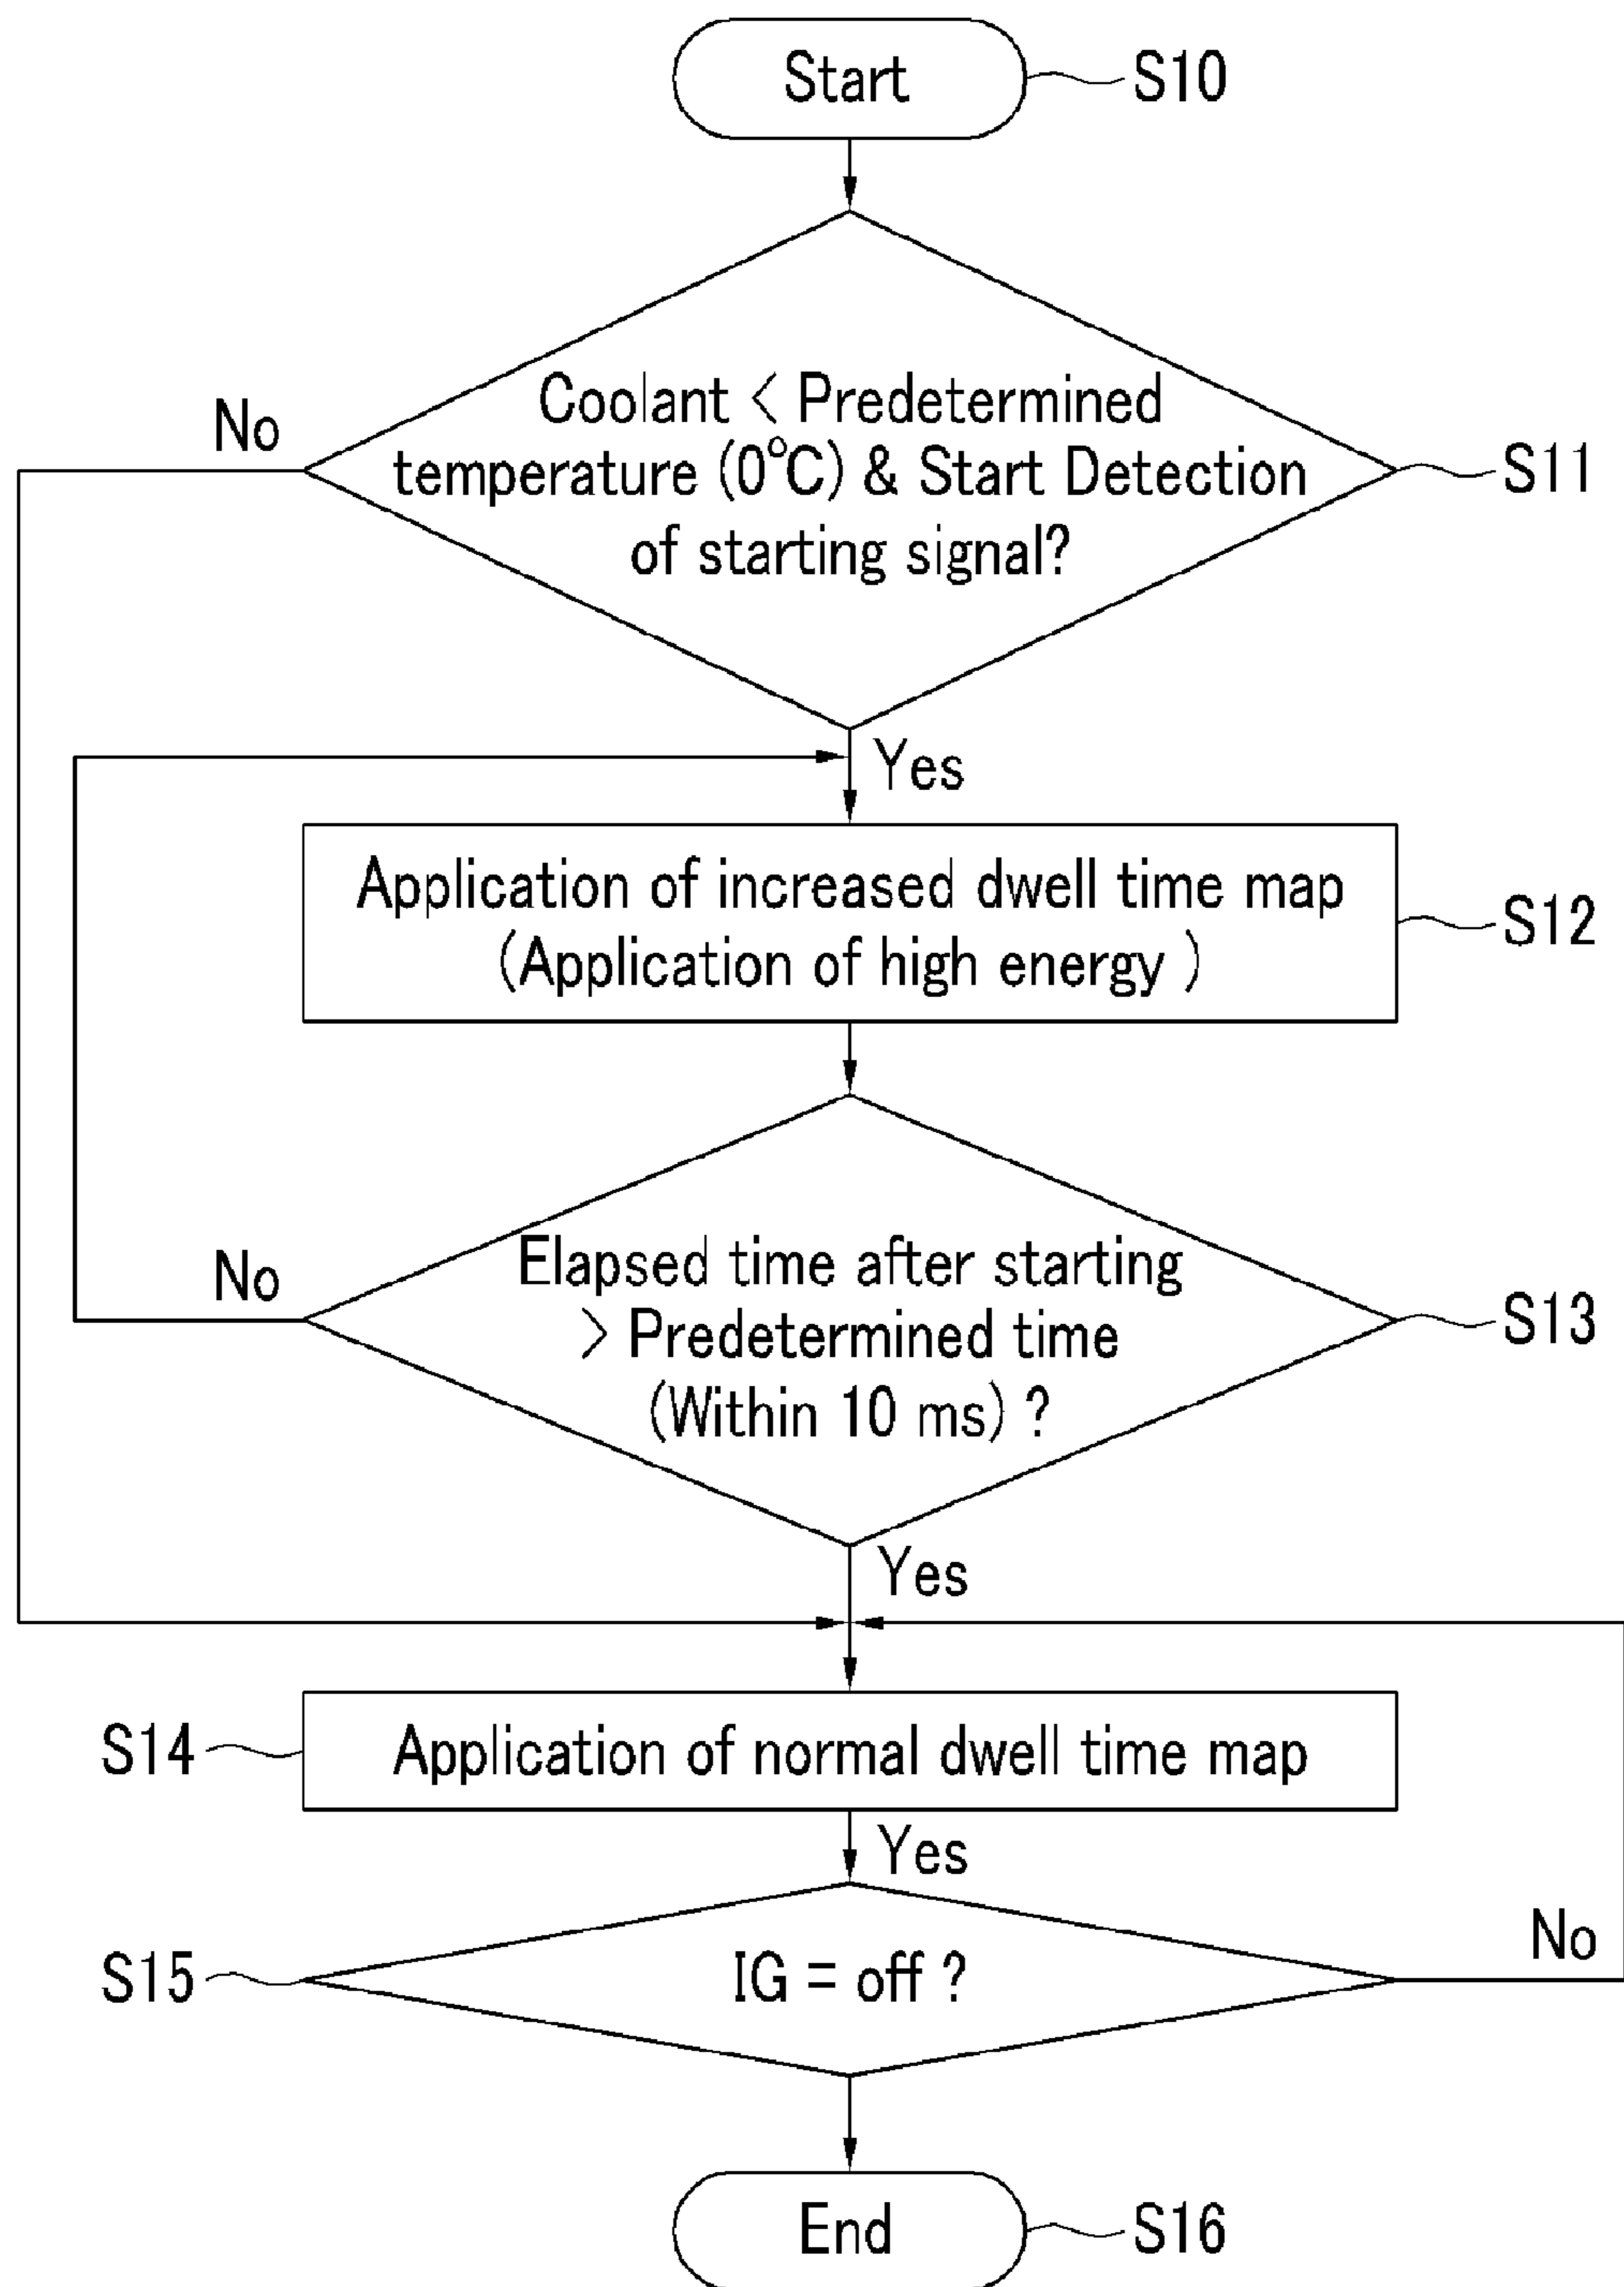 Start
S10
Coolant < Predetermined
temperature (0°C) & Start Detection
of starting signal?
No
S11
Yes
Application of increased dwell time map
(Application of high energy )
S12
Elapsed time after starting
> Predetermined time
(Within 10 ms) ?
No
S13
Yes
S14
Application of normal dwell time map
Yes
S15
IG = off ?
No
End
S16